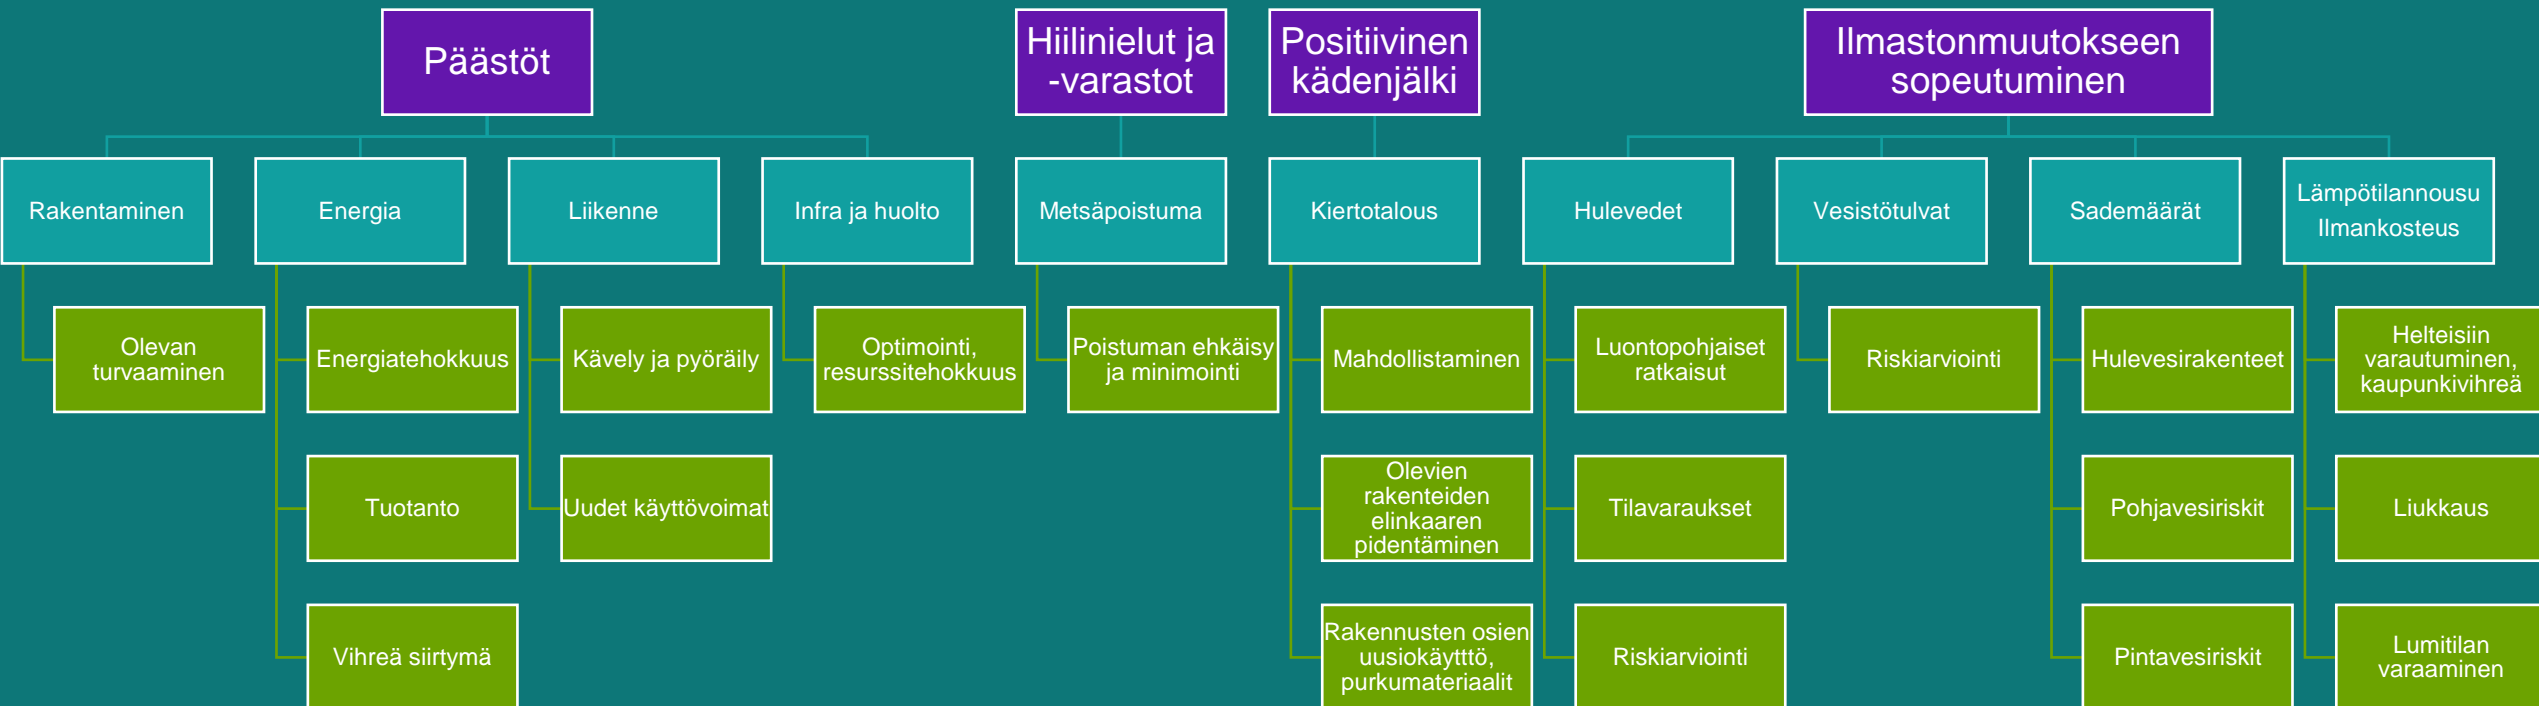 Päästöt
Hiilinielut ja
-varastot
Positiivinen
kädenjälki
Ilmastonmuutokseen
sopeutuminen
Rakentaminen
Energia
Liikenne
Infra ja huolto
Metsäpoistuma
Kiertotalous
Hulevedet
Vesistötulvat
Sademäärät
Lämpötilannousu
Ilmankosteus
Olevan
turvaaminen
Energiatehokkuus
Kävely ja pyöräily
Optimointi,
resurssitehokkuus
Poistuman ehkäisy
ja minimointi
Mahdollistaminen
Luontopohjaiset
ratkaisut
Riskiarviointi
Hulevesirakenteet
Helteisiin
varautuminen,
kaupunkivihreä
Tuotanto
Uudet käyttövoimat
Olevien
rakenteiden
elinkaaren
pidentäminen
Tilavaraukset
Pohjavesiriskit
Liukkaus
Vihreä siirtymä
Rakennusten osien
uusiokäytttö,
purkumateriaalit
Riskiarviointi
Pintavesiriskit
Lumitilan
varaaminen